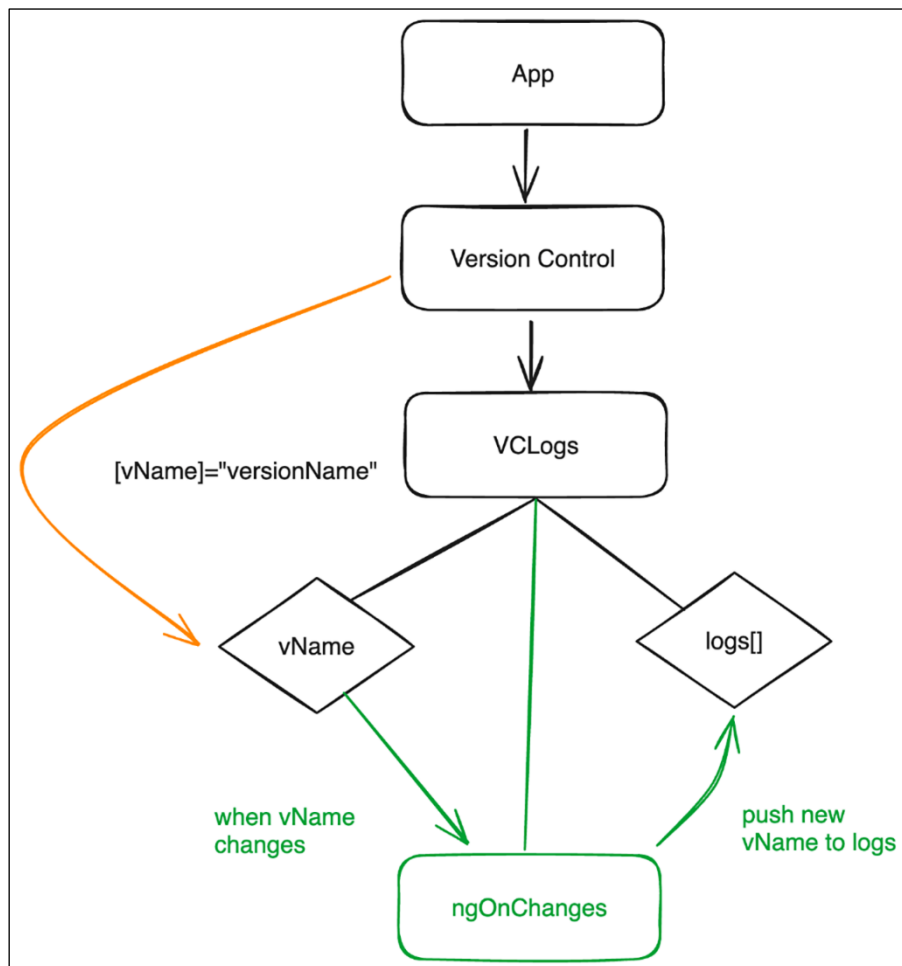 App
Version Control
VCLogs
[vName]="versionName"
vName
logs[]
when vName
changes
push new
vName to logs
ngOnChanges